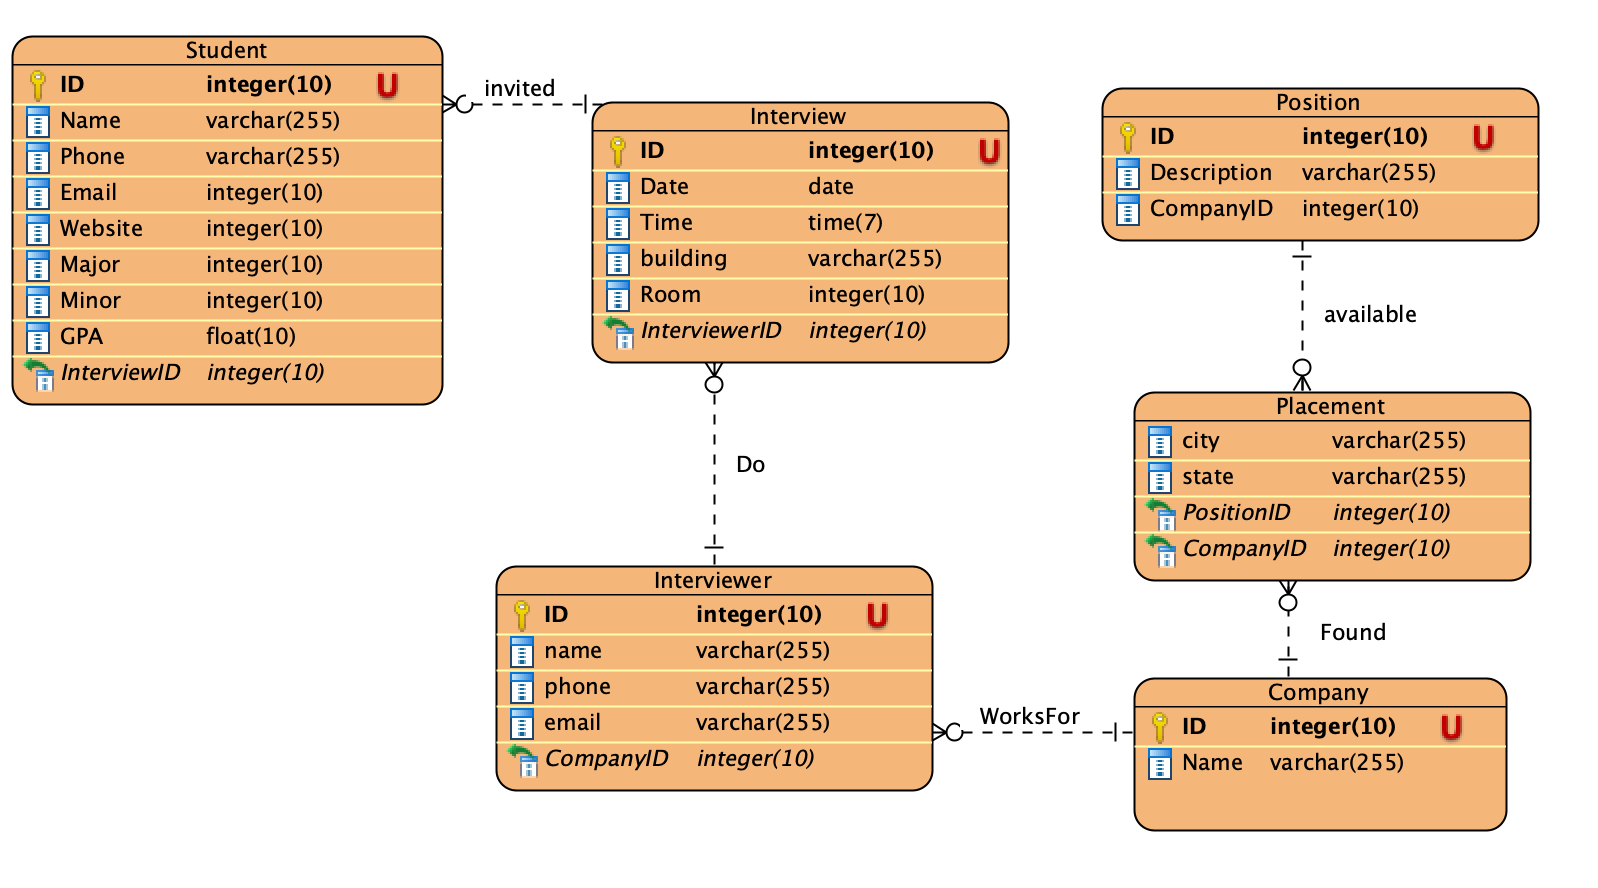 Student
ID integer(10) U
Name varchar(255)
Phone varchar(255)
Email integer(10)
Website integer(10)
Major integer(10)
Minor integer(10)
GPA float(10)
InterviewID integer(10)
invited
Interview
ID integer(10) U
Date date
Time time(7)
building varchar(255)
Room integer(10)
InterviewerID integer(10)
Position
ID integer(10) U
Description varchar(255)
CompanyID integer(10)
available
Placement
city varchar(255)
state varchar(255)
PositionID integer(10)
CompanyID integer(10)
Do
Interviewer
ID integer(10) U
name varchar(255)
phone varchar(255)
email varchar(255)
CompanyID integer(10)
WorksFor
Found
Company
ID integer(10) U
Name varchar(255)